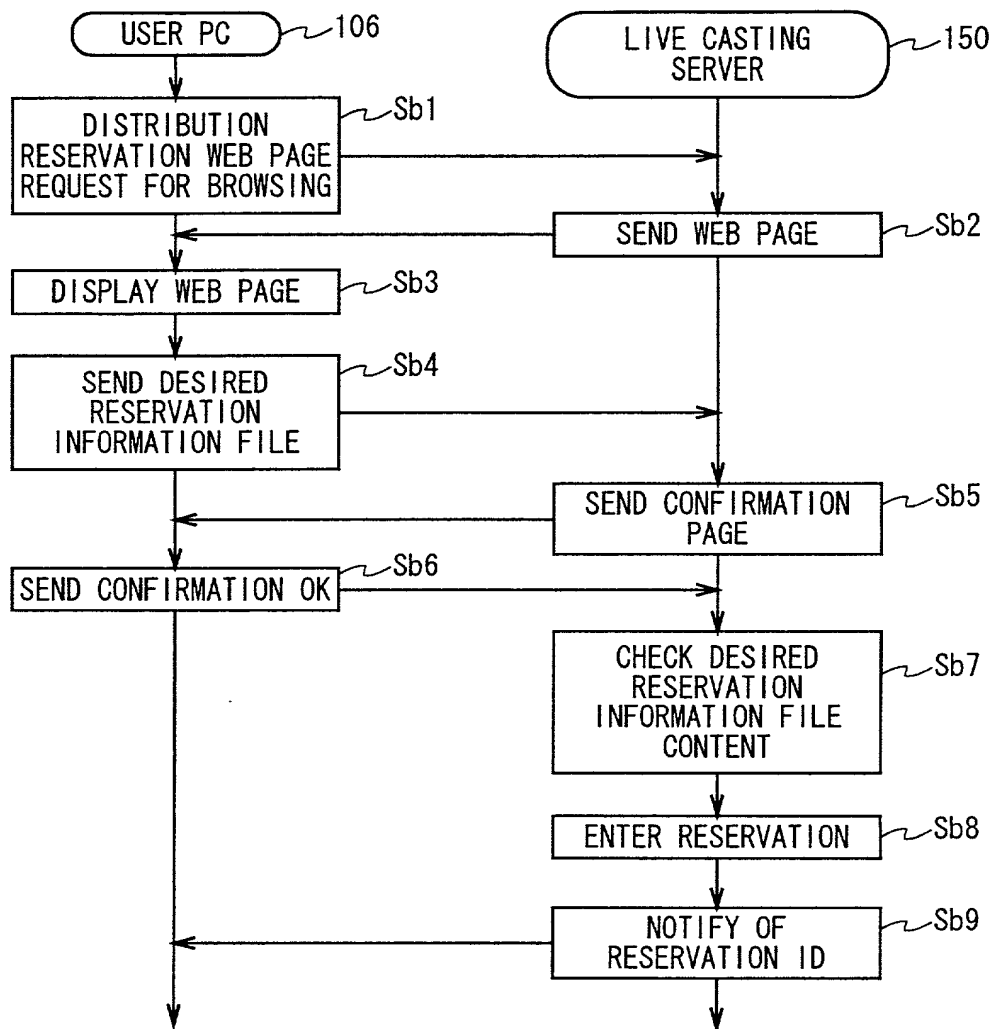 USER PC
106
LIVE CASTING
SERVER
150
DISTRIBUTION
RESERVATION WEB PAGE
REQUEST FOR BROWSING
Sb1
SEND WEB PAGE
Sb2
DISPLAY WEB PAGE
Sb3
SEND DESIRED
RESERVATION
INFORMATION FILE
Sb4
SEND CONFIRMATION
PAGE
Sb5
SEND CONFIRMATION OK
Sb6
CHECK DESIRED
RESERVATION
INFORMATION FILE
CONTENT
Sb7
ENTER RESERVATION
Sb8
NOTIFY OF
RESERVATION ID
Sb9